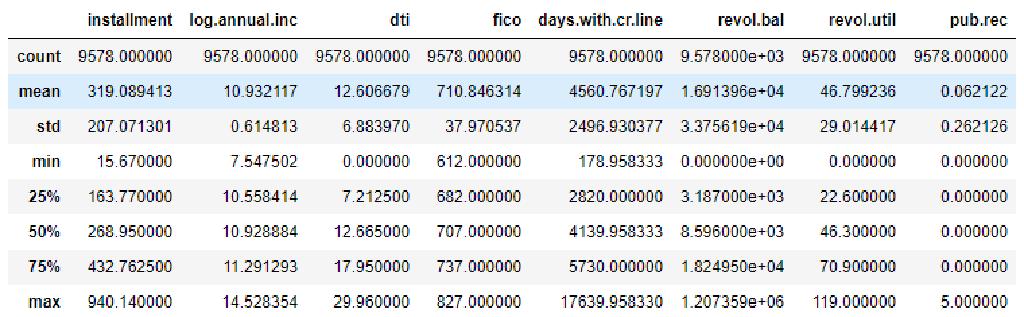 installment log.annual.inc dti fico days.with.cr.line revol.bal revol.util pub.rec
count 9578.000000 9578.000000 9578.000000 9578.000000 9578.000000 9.578000e+03 9578.000000 9578.000000
mean 319.089413 10.932117 12.606679 710.846314 4560.767197 1.691396e+04 46.799236 0.062122
std 207.071301 0.614813 6.883970 37.970537 2496.930377 3.375619e+04 29.014417 0.262126
min 15.670000 7.547502 0.000000 612.000000 178.958333 0.000000e+00 0.000000 0.000000
25% 163.770000 10.558414 7.212500 682.000000 2820.000000 3.187000e+03 22.600000 0.000000
50% 268.950000 10.928884 12.665000 707.000000 4139.958333 8.596000e+03 46.300000 0.000000
75% 432.762500 11.291293 17.950000 737.000000 5730.000000 1.824950e+04 70.900000 0.000000
max 940.140000 14.528354 29.960000 827.000000 17639.958330 1.207359e+06 119.000000 5.000000